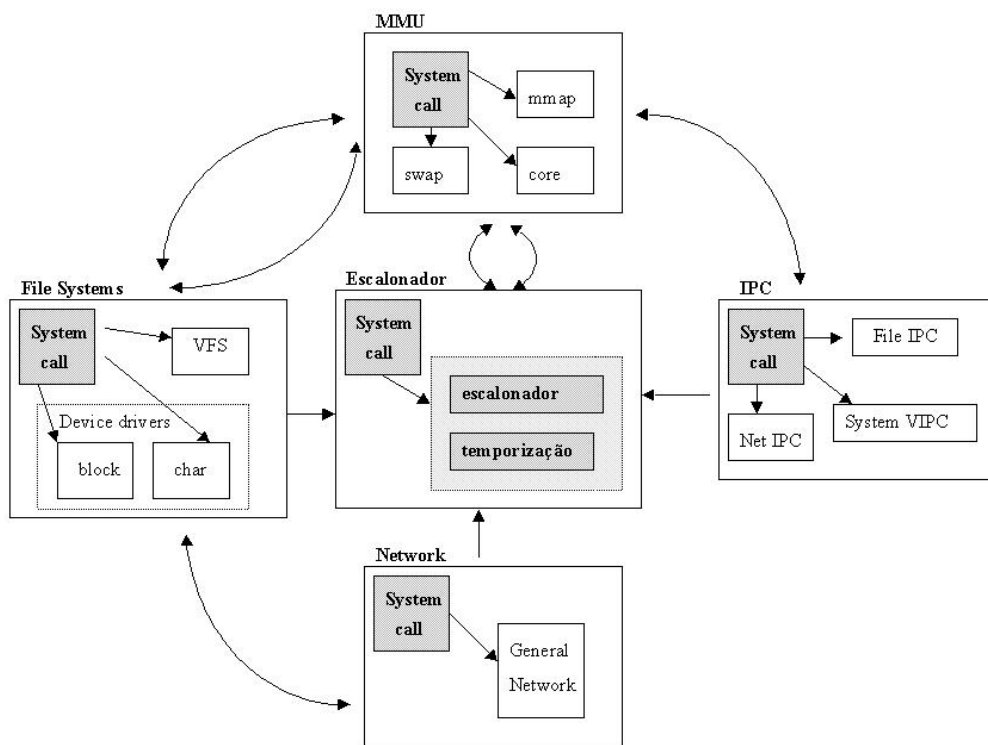 MMU
System
call
mmap
swap
core
File Systems
System
call
VFS
Device drivers
block
char
Escalonador
System
call
escalonador
temporização
IPC
System
call
File IPC
Net IPC
System VIPC
Network
System
call
General
Network